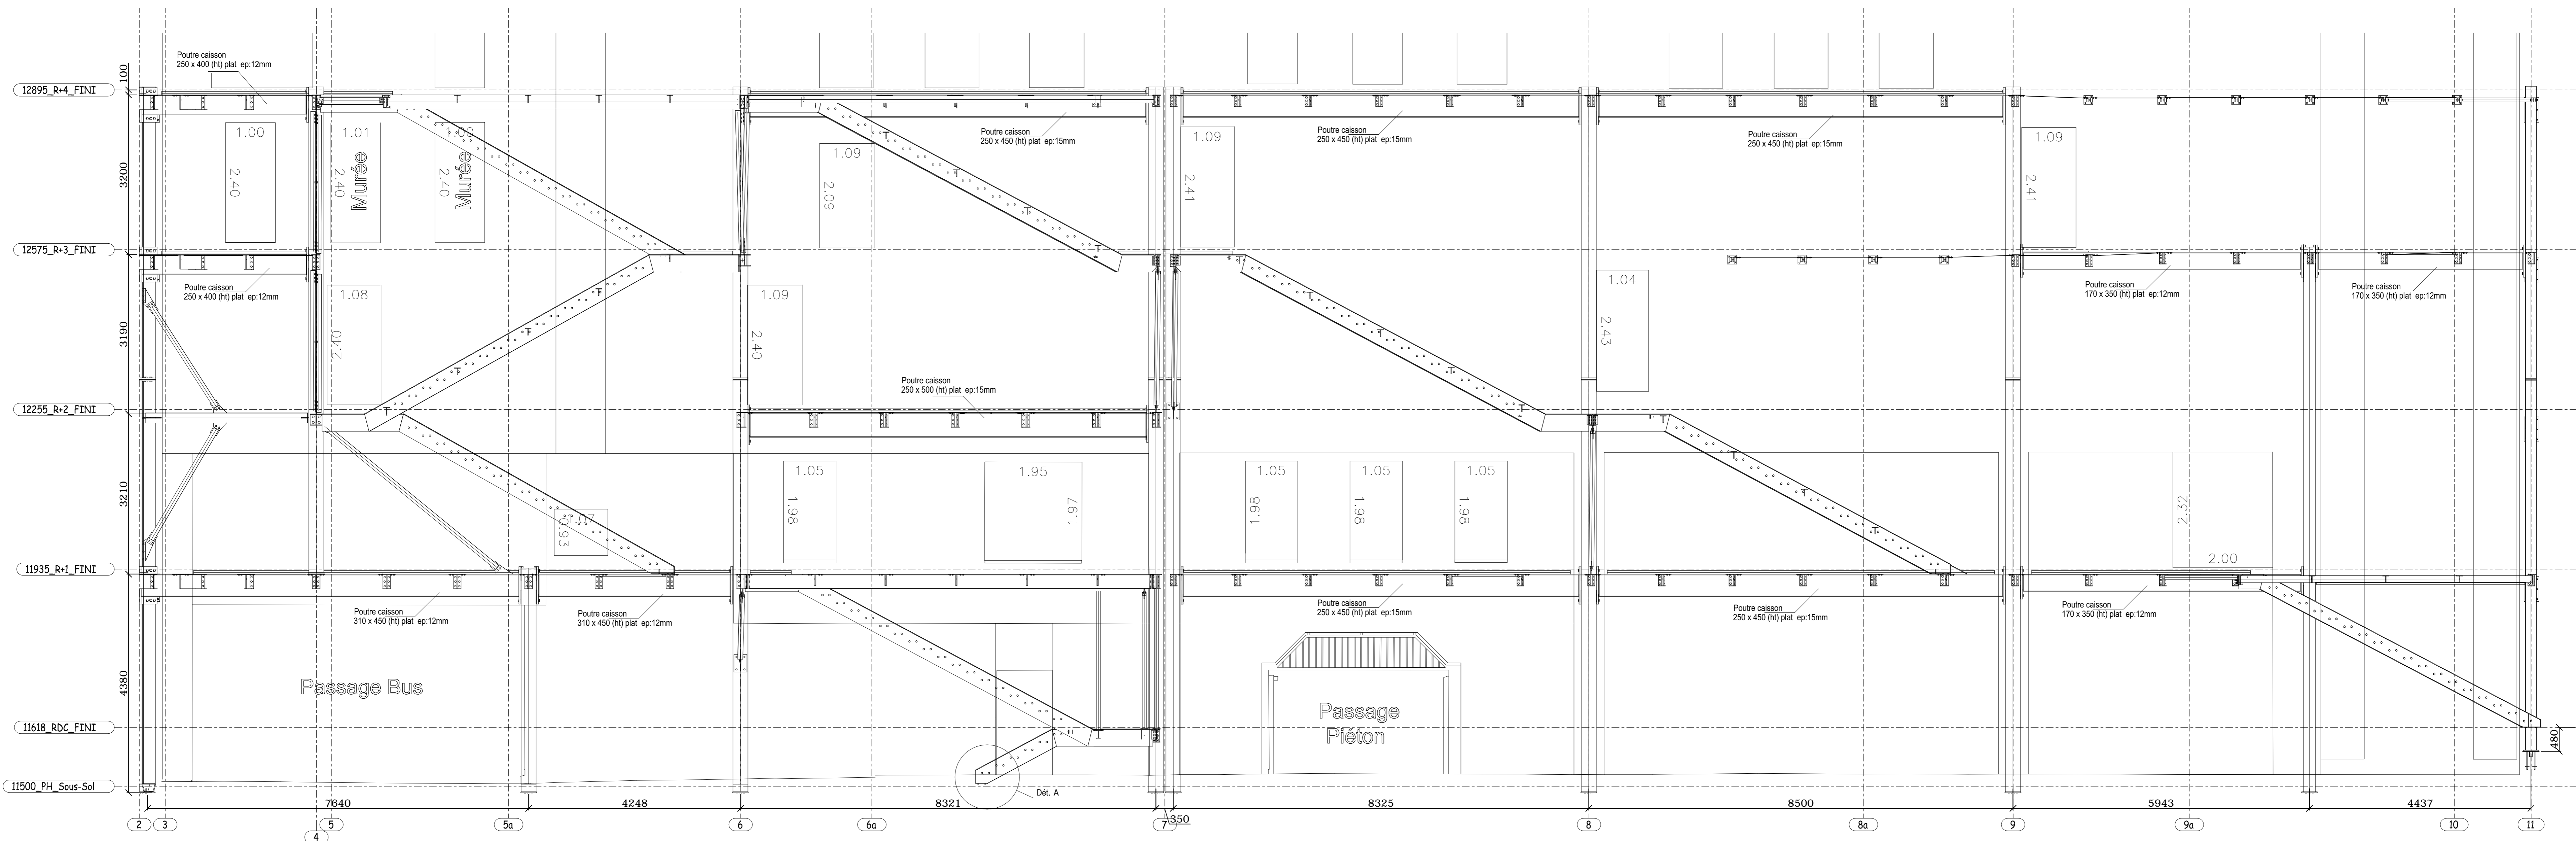 Poutre caisson
250 x 400 (ht) plat ep:12mm
100
12895_R+4_FINI
Poutre caisson
250 x 450 (ht) plat ep:15mm
Poutre caisson
250 x 450 (ht) plat ep:15mm
Poutre caisson
250 x 450 (ht) plat ep:15mm
1.00
2.40
1.01
2.40
Murée
1.00
2.40
Murée
1.09
2.09
1.09
2.41
1.09
2.41
3200
12575_R+3_FINI
Poutre caisson
250 x 400 (ht) plat ep:12mm
1.08
2.40
1.09
2.40
1.04
2.43
Poutre caisson
170 x 350 (ht) plat ep:12mm
Poutre caisson
170 x 350 (ht) plat ep:12mm
3190
Poutre caisson
250 x 500 (ht) plat ep:15mm
12255_R+2_FINI
1.05
1.98
1.95
1.97
1.05
1.98
1.05
1.98
1.05
1.98
2.32
2.00
1.07
0.93
3210
11935_R+1_FINI
Poutre caisson
310 x 450 (ht) plat ep:12mm
Poutre caisson
310 x 450 (ht) plat ep:12mm
Poutre caisson
250 x 450 (ht) plat ep:15mm
Poutre caisson
250 x 450 (ht) plat ep:15mm
Poutre caisson
170 x 350 (ht) plat ep:12mm
4380
Passage Bus
Passage
Piéton
11618_RDC_FINI
480
11500_PH_Sous-Sol
Dét. A
7640
4248
8321
350
8325
8500
5943
4437
2
3
4
5
5a
6
6a
7
8
8a
9
9a
10
11